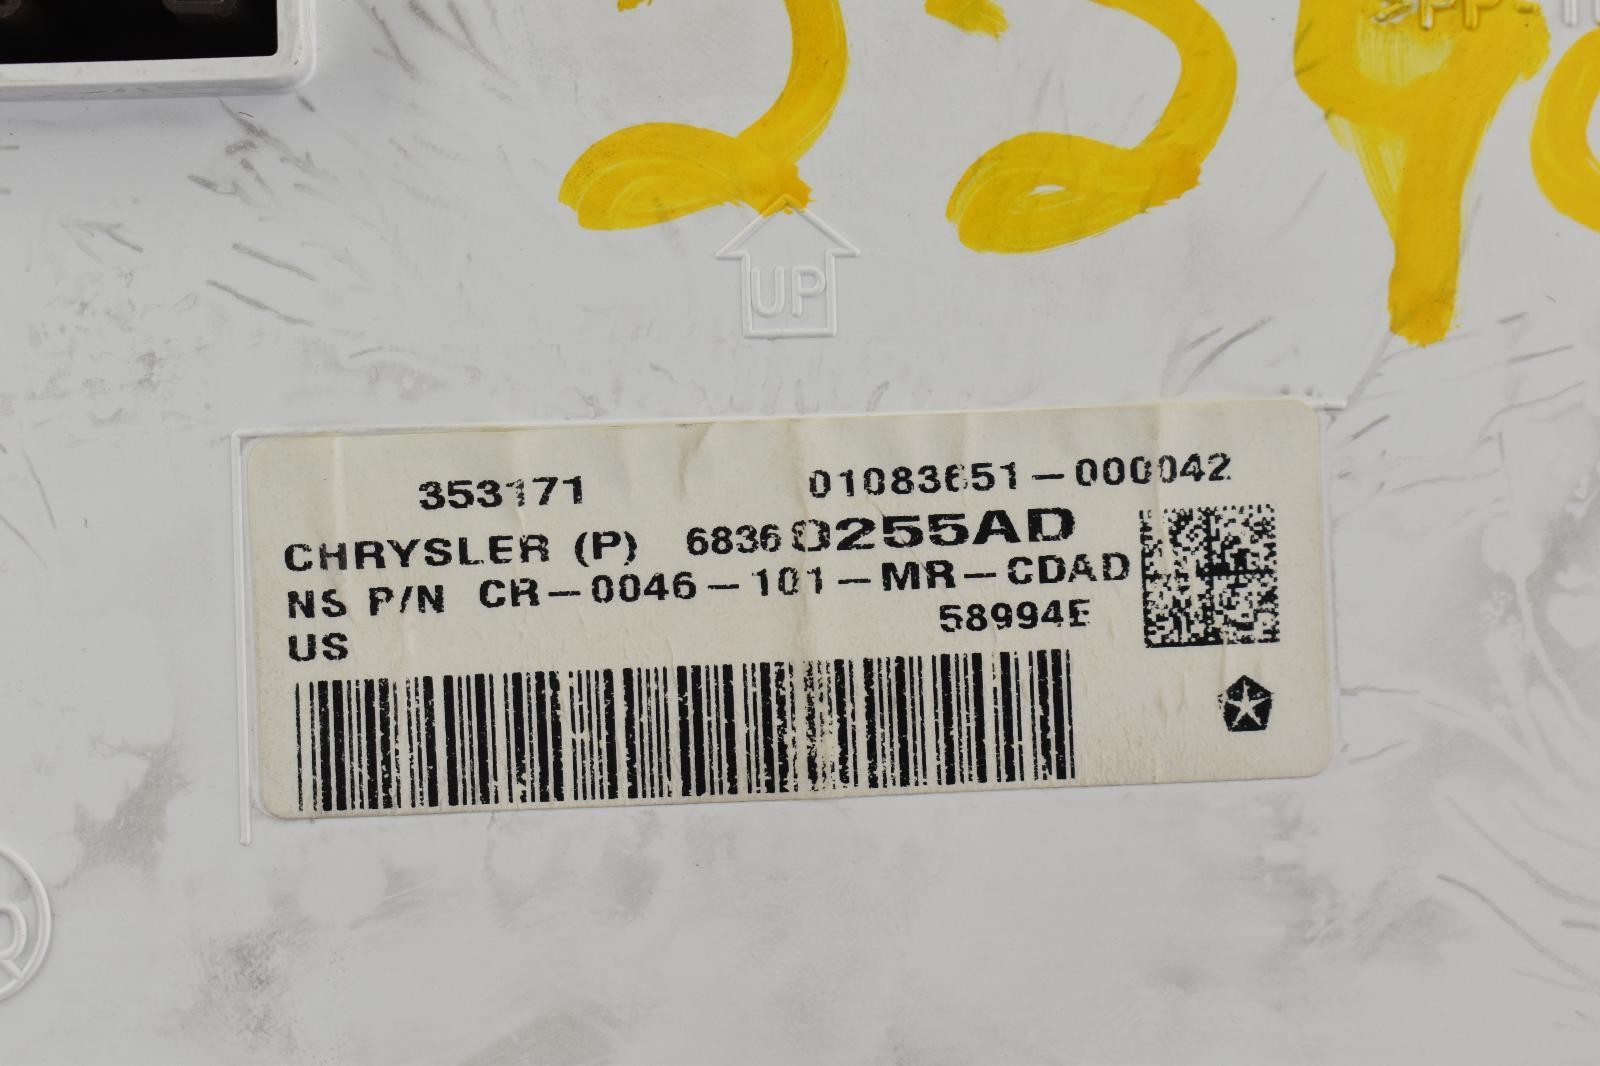 UP
353171 01083651-000042
CHRYSLER (P) 68360255AD
NS P/N CR-0046-101-MR-CDAD
58994E
US